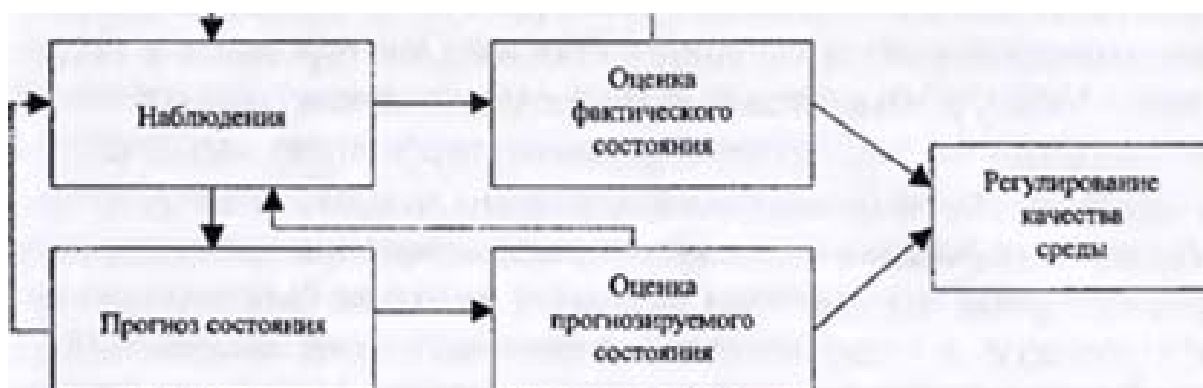 Наблюдения
Оценка
фактического
состояния
Регулирование
качества
среды
Прогноз состояния
Оценка
прогнозируемого
состояния